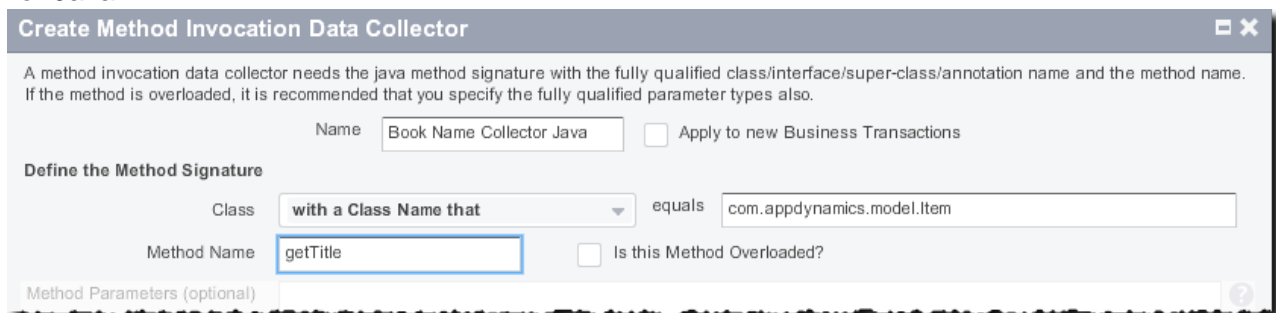 Create Method Invocation Data Collector
A method invocation data collector needs the java method signature with the fully qualified class/interface/super-class/annotation name and the method name.
If the method is overloaded, it is recommended that you specify the fully qualified parameter types also.
Name Book Name Collector Java Apply to new Business Transactions
Define the Method Signature
Class with a Class Name that equals com.appdynamics.model.Item
Method Name getTitle Is this Method Overloaded?
Method Parameters (optional) ?